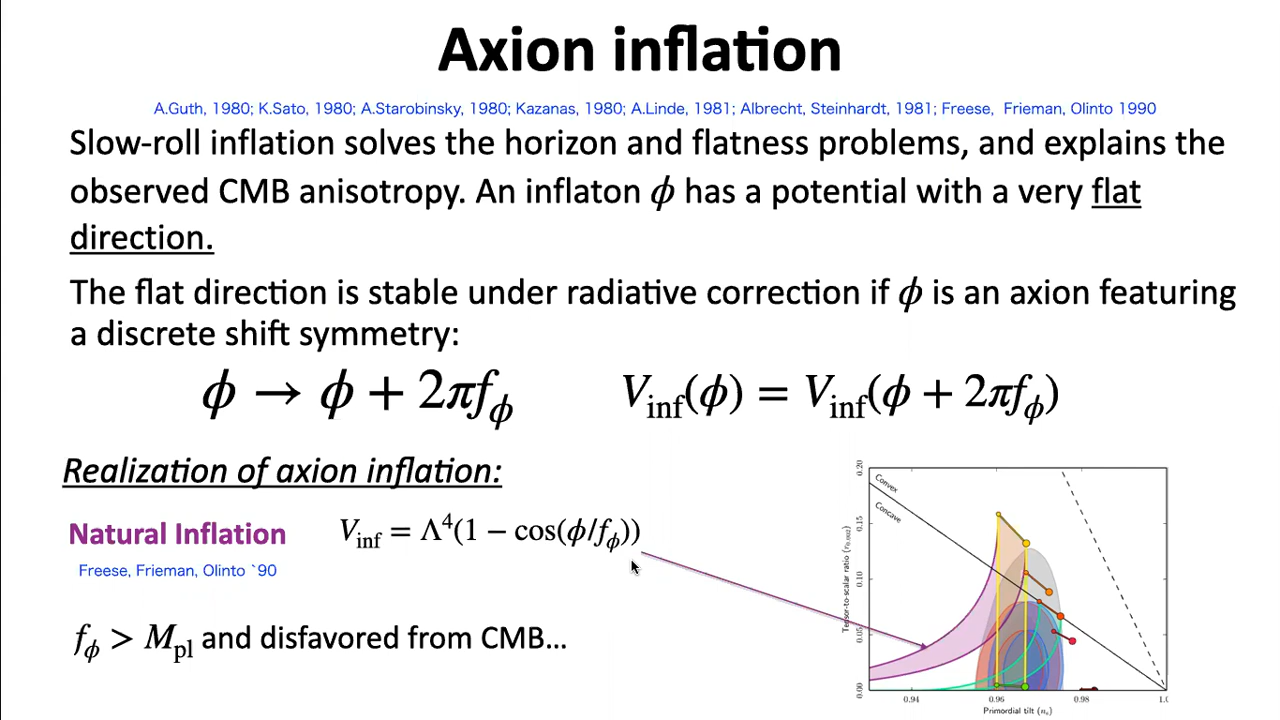 Axion inflation
A.Guth, 1980; K.Sato, 1980; A.Starobinsky, 1980; Kazanas, 1980; A.Linde, 1981; Albrecht, Steinhardt, 1981; Freese, Frieman, Olinto 1990
Slow-roll inflation solves the horizon and flatness problems, and explains the
observed CMB anisotropy. An inflaton ϕ has a potential with a very flat
direction.
The flat direction is stable under radiative correction if ϕ is an axion featuring
a discrete shift symmetry:
ϕ → ϕ + 2πf_ϕ   V_inf(ϕ) = V_inf(ϕ + 2πf_ϕ)
Realization of axion inflation:
Natural Inflation   V_inf = Λ⁴(1 − cos(ϕ/f_ϕ))
Freese, Frieman, Olinto `90
f_ϕ > M_pl and disfavored from CMB...
Convex
Concave
Tensor-to-scalar ratio (r_0.002)
0.20
0.15
0.10
0.05
0.00
0.94 0.96 0.98 1.0
Primordial tilt (n_s)